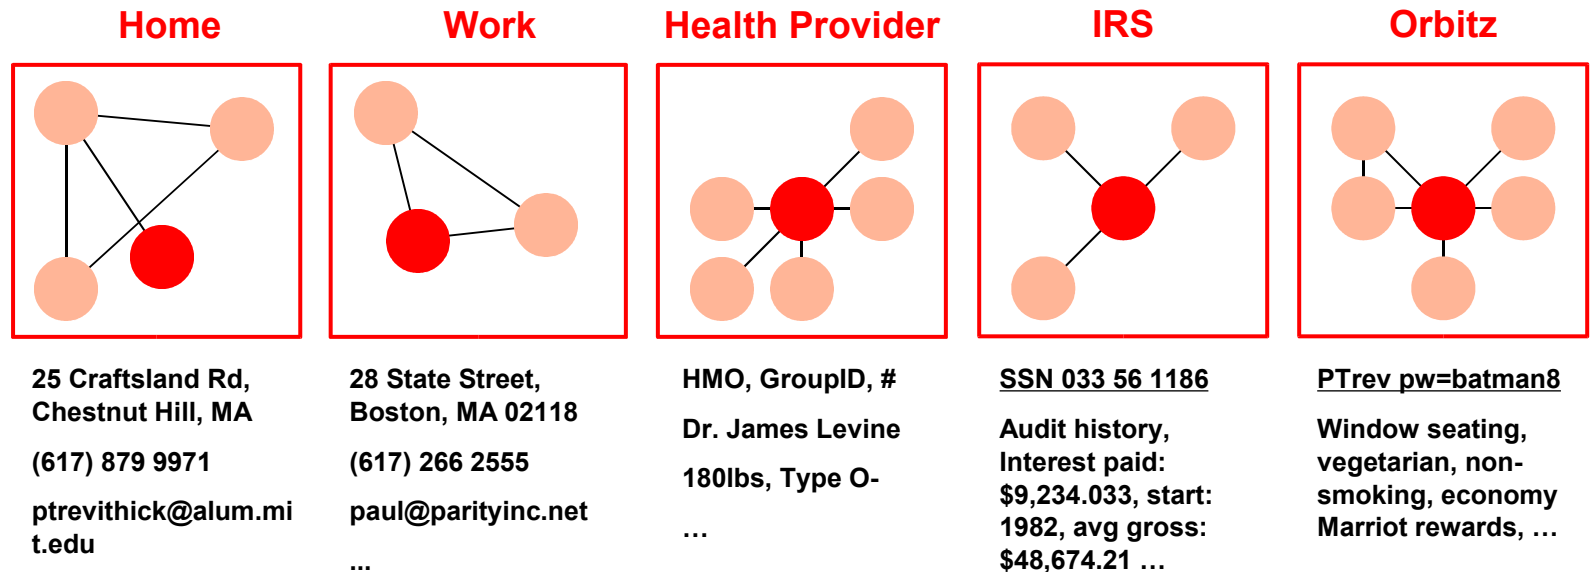 Home
Work
Health Provider
IRS
Orbitz
25 Craftsland Rd,
Chestnut Hill, MA
(617) 879 9971
ptrevithick@alum.mi
t.edu
28 State Street,
Boston, MA 02118
(617) 266 2555
paul@parityinc.net
...
HMO, GroupID, #
Dr. James Levine
180lbs, Type O-
…
SSN 033 56 1186
Audit history,
Interest paid:
$9,234.033, start:
1982, avg gross:
$48,674.21 …
PTrev pw=batman8
Window seating,
vegetarian, non-
smoking, economy
Marriot rewards, …